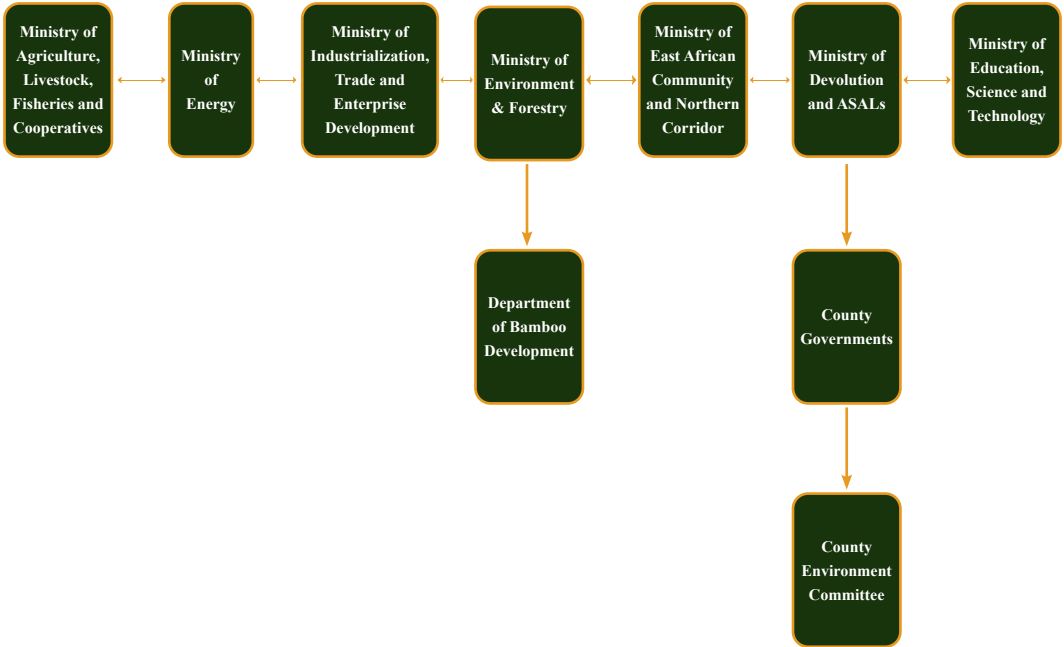 Ministry of
Agriculture,
Livestock,
Fisheries and
Cooperatives
Ministry
of
Energy
Ministry of
Industrialization,
Trade and
Enterprise
Development
Ministry of
Environment
& Forestry
Ministry of
East African
Community
and Northern
Corridor
Ministry of
Devolution
and ASALs
Ministry of
Education,
Science and
Technology
Department
of Bamboo
Development
County
Governments
County
Environment
Committee